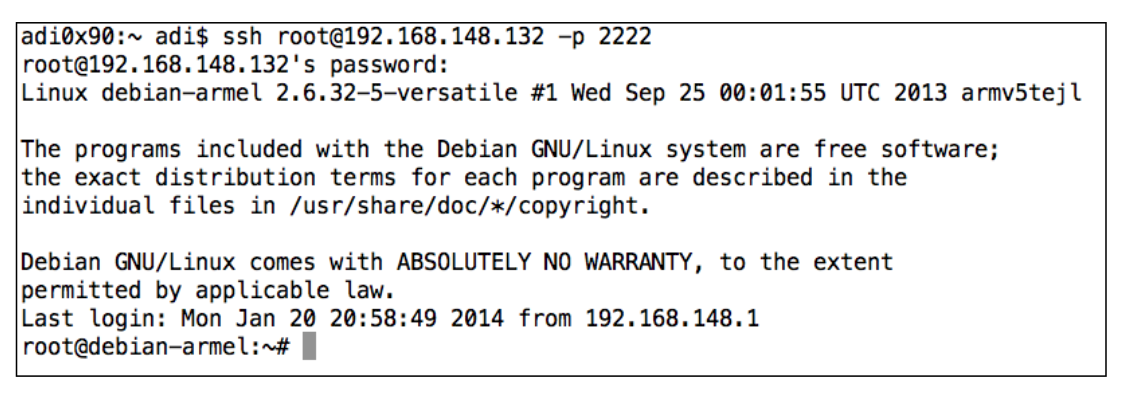 adi0x90:~ adi$ ssh root@192.168.148.132 -p 2222
root@192.168.148.132's password:
Linux debian-armel 2.6.32-5-versatile #1 Wed Sep 25 00:01:55 UTC 2013 armv5tejl
The programs included with the Debian GNU/Linux system are free software;
the exact distribution terms for each program are described in the
individual files in /usr/share/doc/*/copyright.
Debian GNU/Linux comes with ABSOLUTELY NO WARRANTY, to the extent
permitted by applicable law.
Last login: Mon Jan 20 20:58:49 2014 from 192.168.148.1
root@debian-armel:~#